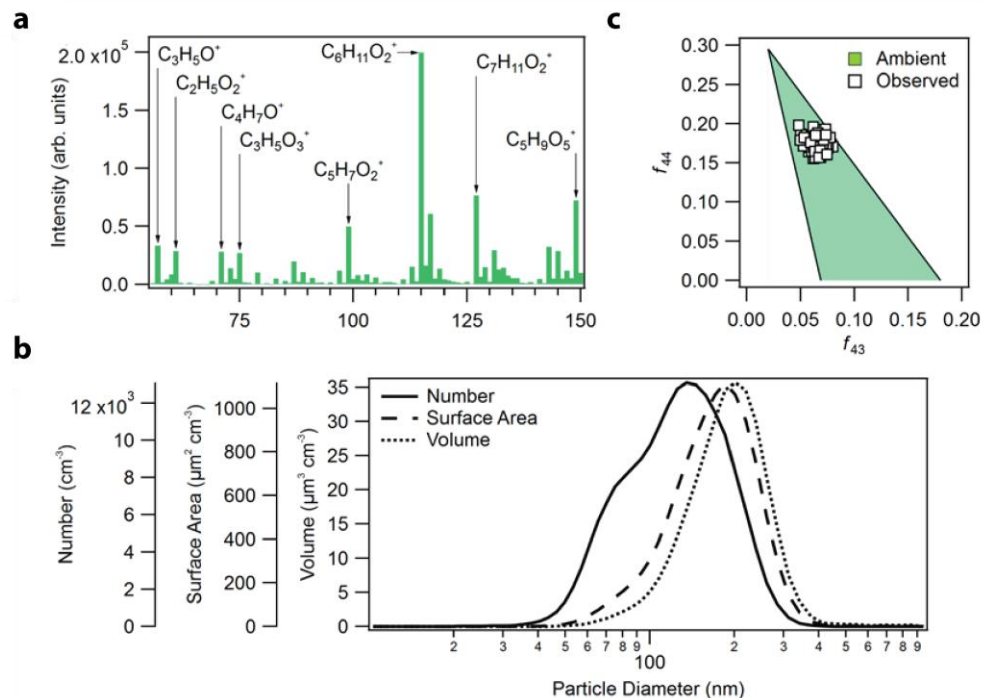 a
2.0 x10⁵
1.5
1.0
0.5
0.0
Intensity (arb. units)
C₃H₅O⁺
C₂H₅O₂⁺
C₄H₇O⁺
C₃H₅O₃⁺
C₅H₇O₂⁺
C₆H₁₁O₂⁺
C₇H₁₁O₂⁺
C₅H₉O₅⁺
75
100
125
150
c
0.30
0.25
0.20
0.15
0.10
0.05
0.00
f₄₄
Ambient
Observed
0.00
0.05
0.10
0.15
0.20
f₄₃
b
12 x10³
10
8
6
4
2
0
Number (cm⁻³)
1000
800
600
400
200
0
Surface Area (µm² cm⁻³)
35
30
25
20
15
10
5
0
Volume (µm³ cm⁻³)
Number
Surface Area
Volume
2 3 4 5 6 7 8 9 2 3 4 5 6 7 8 9
100
Particle Diameter (nm)